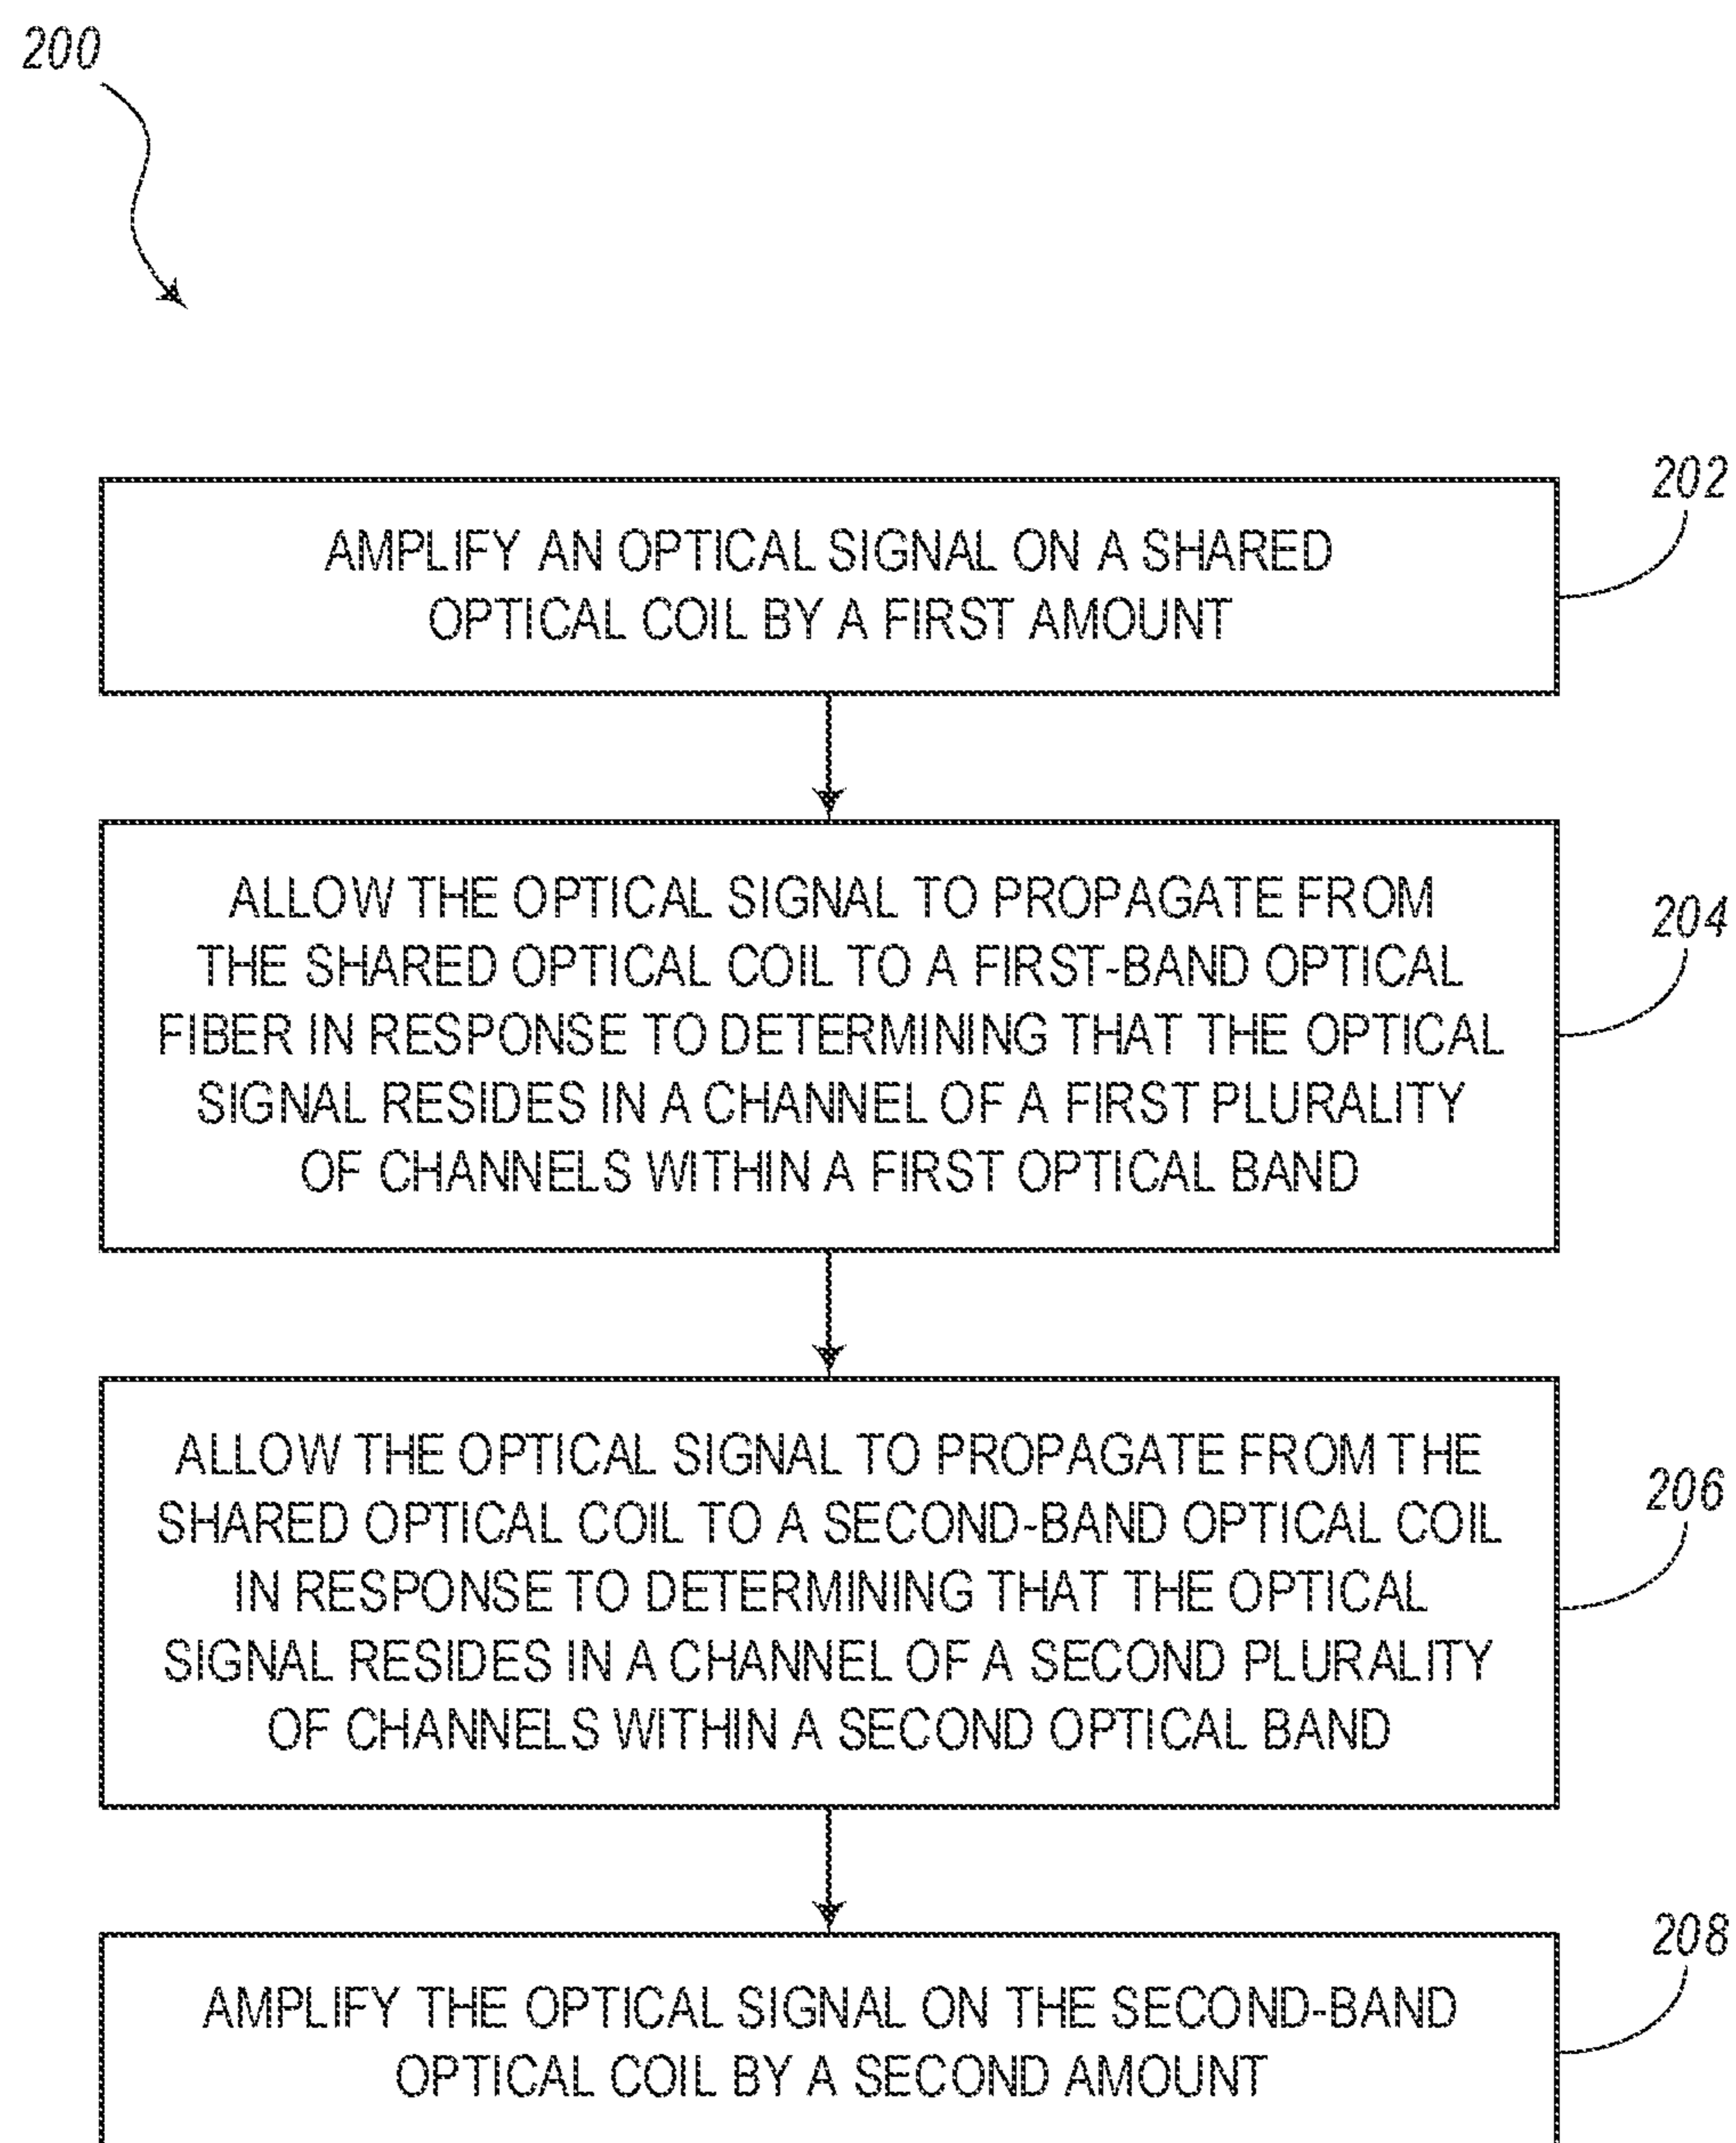 200
202
AMPLIFY AN OPTICAL SIGNAL ON A SHARED
OPTICAL COIL BY A FIRST AMOUNT
204
ALLOW THE OPTICAL SIGNAL TO PROPAGATE FROM
THE SHARED OPTICAL COIL TO A FIRST-BAND OPTICAL
FIBER IN RESPONSE TO DETERMINING THAT THE OPTICAL
SIGNAL RESIDES IN A CHANNEL OF A FIRST PLURALITY
OF CHANNELS WITHIN A FIRST OPTICAL BAND
206
ALLOW THE OPTICAL SIGNAL TO PROPAGATE FROM THE
SHARED OPTICAL COIL TO A SECOND-BAND OPTICAL COIL
IN RESPONSE TO DETERMINING THAT THE OPTICAL
SIGNAL RESIDES IN A CHANNEL OF A SECOND PLURALITY
OF CHANNELS WITHIN A SECOND OPTICAL BAND
208
AMPLIFY THE OPTICAL SIGNAL ON THE SECOND-BAND
OPTICAL COIL BY A SECOND AMOUNT